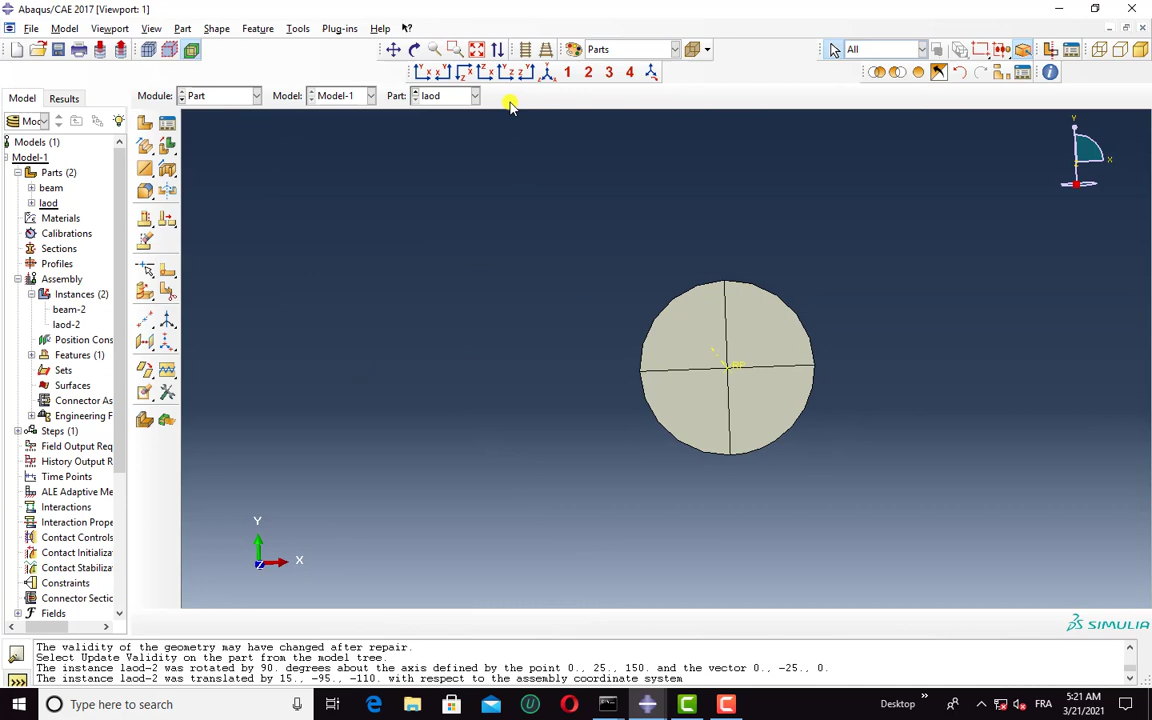 Abaqus/CAE 2017 [Viewport: 1]
File Model Viewport View Part Shape Feature Tools Plug-ins Help
Parts
All
1 2 3 4
Model Results Module: Part Model: Model-1 Part: laod
Models (1)
Model-1
Parts (2)
beam
laod
Materials
Calibrations
Sections
Profiles
Assembly
Instances (2)
beam-2
laod-2
Position Cons
Features (1)
Sets
Surfaces
Connector As
Engineering F
Steps (1)
Field Output Req
History Output R
Time Points
ALE Adaptive Me
Interactions
Interaction Prope
Contact Controls
Contact Initializa
Contact Stabiliza
Constraints
Connector Sectio
Fields
Y
X
RP
Y
X
Z
SIMULIA
The validity of the geometry may have changed after repair.
Select Update Validity on the part from the model tree.
The instance laod-2 was rotated by 90. degrees about the axis defined by the point 0., 25., 150. and the vector 0., -25., 0.
The instance laod-2 was translated by 15., -95., -110. with respect to the assembly coordinate system
Type here to search
Desktop
FRA
5:21 AM
3/21/2021